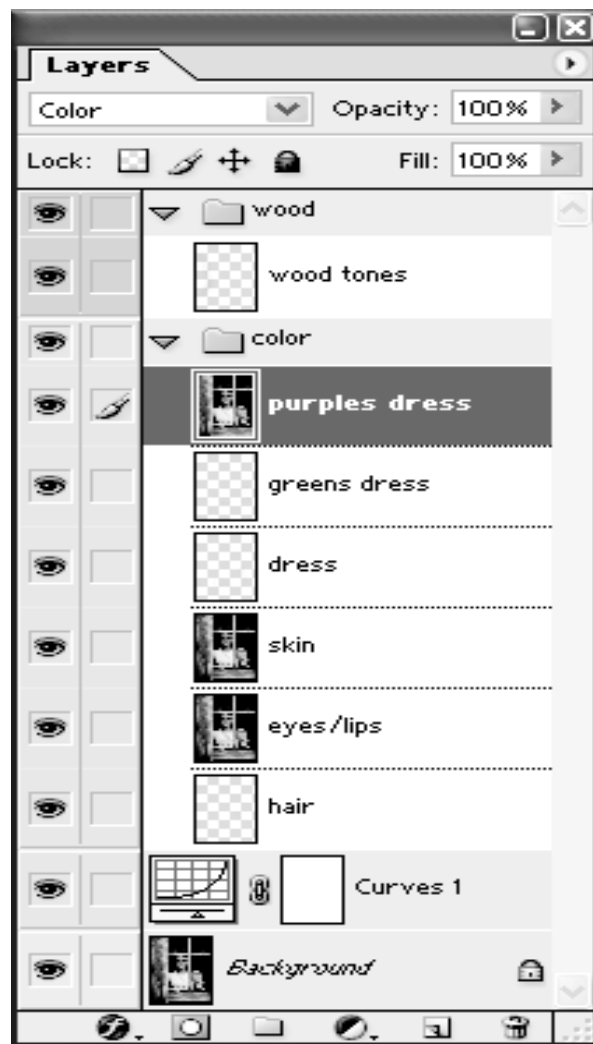 Layers
Color Opacity: 100%
Lock: Fill: 100%
wood
wood tones
color
purples dress
greens dress
dress
skin
eyes/lips
hair
Curves 1
Background